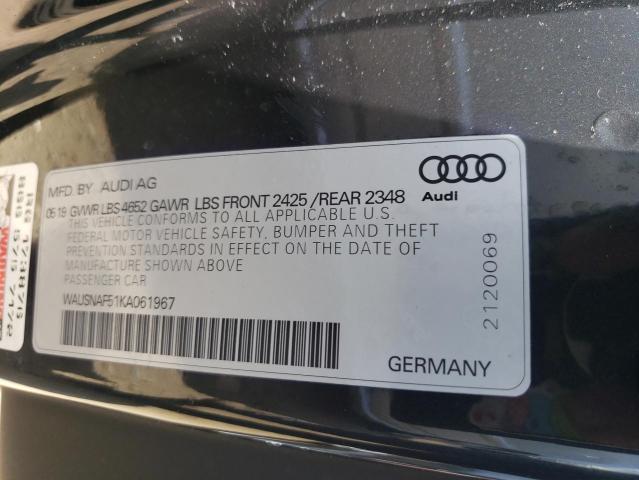 MFD. BY AUDI AG
05 19 GVWR LBS 4652 GAWR LBS FRONT 2425 / REAR 2348
THIS VEHICLE CONFORMS TO ALL APPLICABLE U.S.
FEDERAL MOTOR VEHICLE SAFETY, BUMPER AND THEFT
PREVENTION STANDARDS IN EFFECT ON THE DATE OF
MANUFACTURE SHOWN ABOVE
PASSENGER CAR
WAUSNAF51KA061967
Audi
2120069
GERMANY